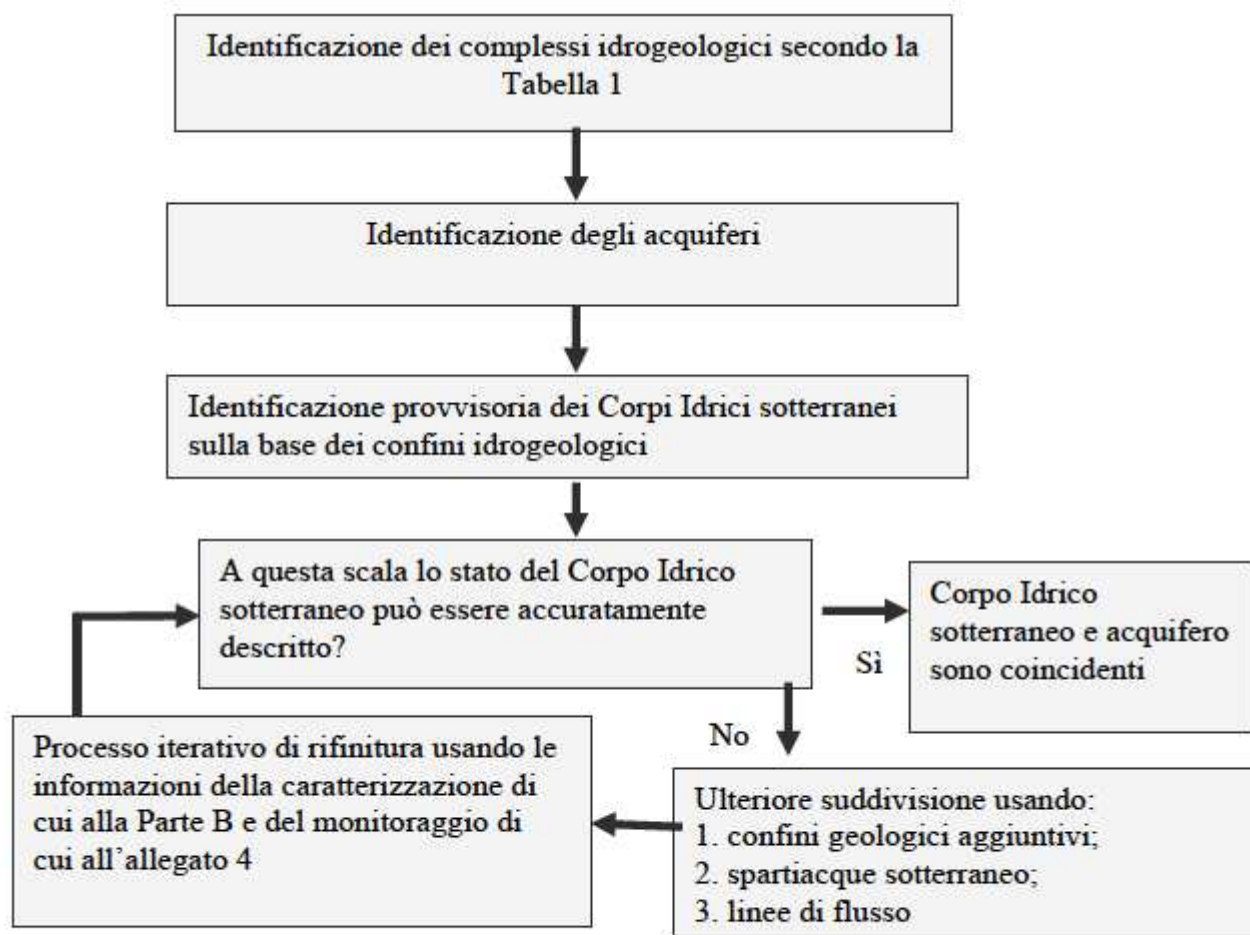 Identificazione dei complessi idrogeologici secondo la
Tabella 1
Identificazione degli acquiferi
Identificazione provvisoria dei Corpi Idrici sotterranei
sulla base dei confini idrogeologici
A questa scala lo stato del Corpo Idrico
sotterraneo può essere accuratamente
descritto?
Sì
Corpo Idrico
sotterraneo e acquifero
sono coincidenti
No
Ulteriore suddivisione usando:
1. confini geologici aggiuntivi;
2. spartiacque sotterraneo;
3. linee di flusso
Processo iterativo di rifinitura usando le
informazioni della caratterizzazione di
cui alla Parte B e del monitoraggio di
cui all’allegato 4